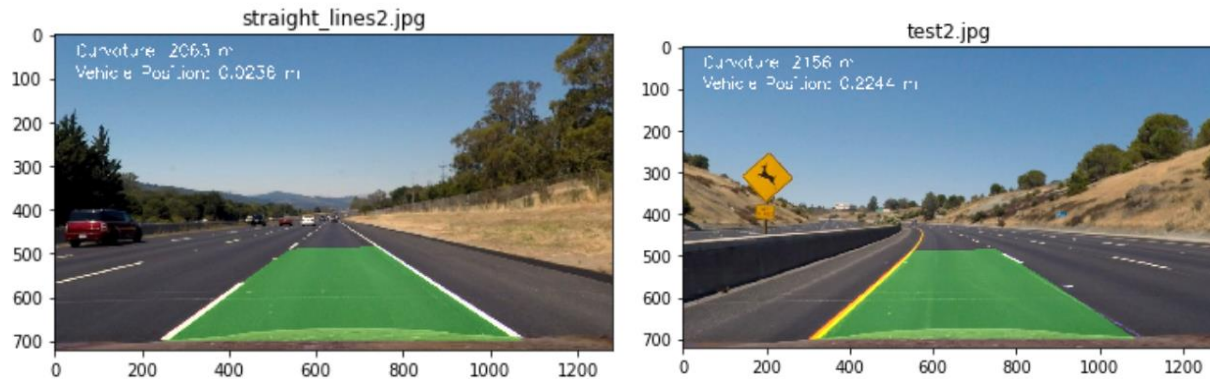 straight_lines2.jpg
Curvature: 2063 m
Vehicle Position: 0.0236 m
0
100
200
300
400
500
600
700
0 200 400 600 800 1000 1200
test2.jpg
Curvature: 2156 m
Vehicle Position: 0.2244 m
0
100
200
300
400
500
600
700
0 200 400 600 800 1000 1200